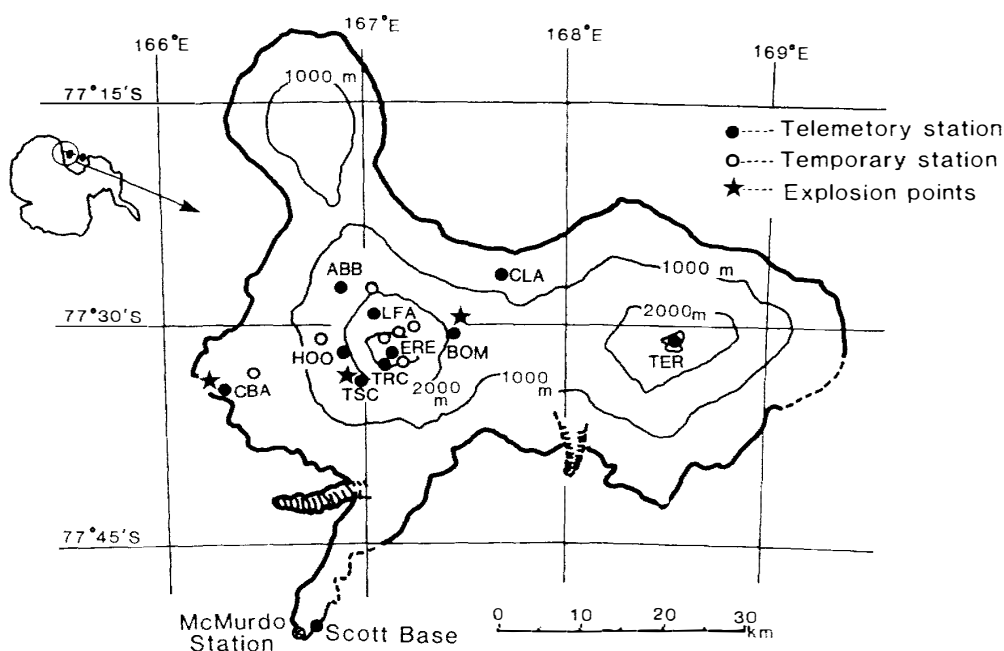 166°E
167°E
168°E
169°E
1000 m
77°15'S
Telemetory station
Temporary station
Explosion points
ABB
CLA
1000 m
LFA
77°30'S
2000m
HOO
ERE
BOM
TER
TRC
CBA
TSC
2000
m
1000
m
77°45'S
McMurdo
Station
Scott Base
0 10 20 30
km